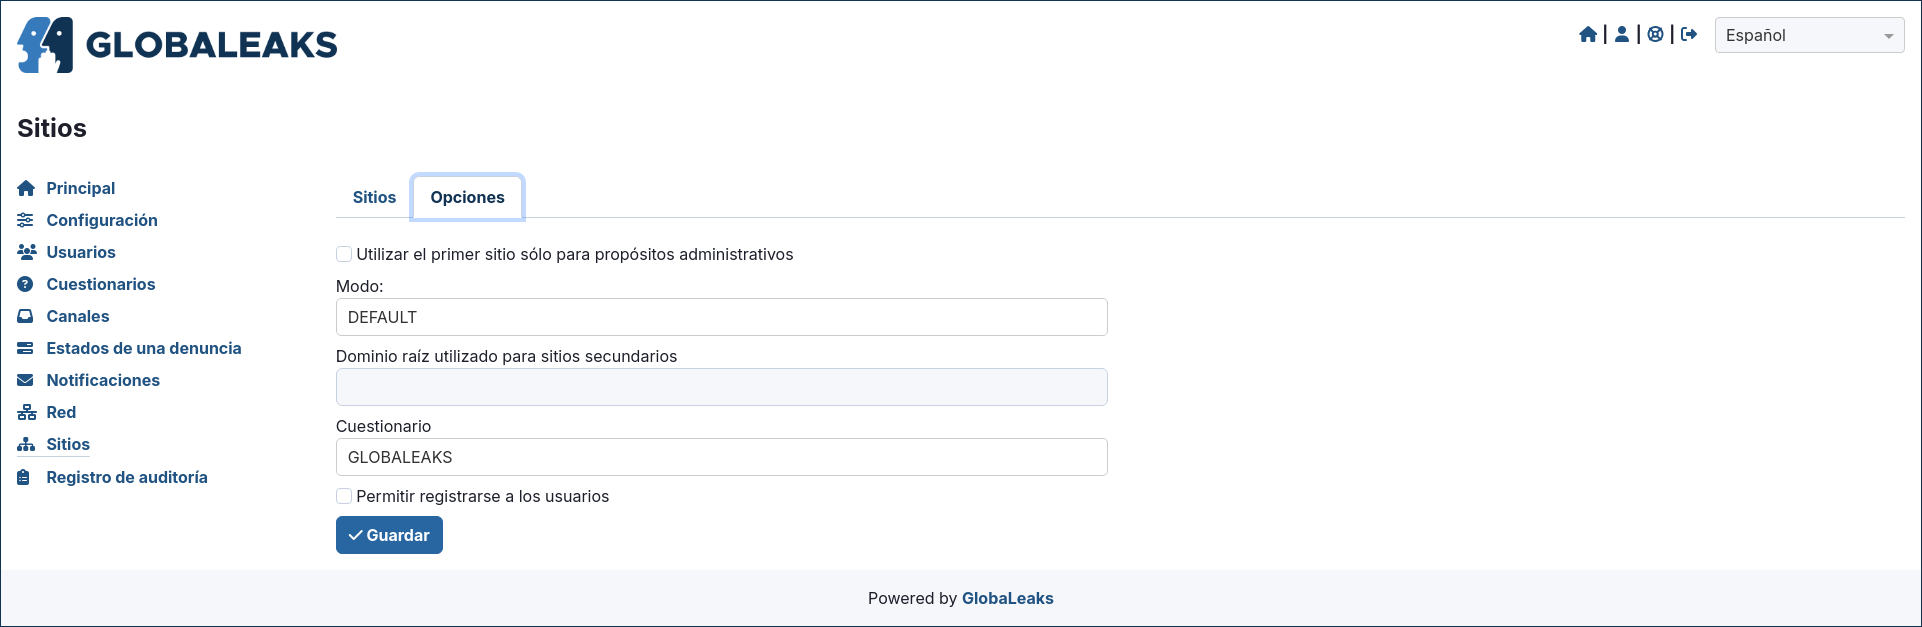 GLOBALEAKS
Español
Sitios
Principal
Configuración
Usuarios
Cuestionarios
Canales
Estados de una denuncia
Notificaciones
Red
Sitios
Registro de auditoría
Sitios
Opciones
Utilizar el primer sitio sólo para propósitos administrativos
Modo:
DEFAULT
Dominio raíz utilizado para sitios secundarios
Cuestionario
GLOBALEAKS
Permitir registrarse a los usuarios
Guardar
Powered by GlobaLeaks